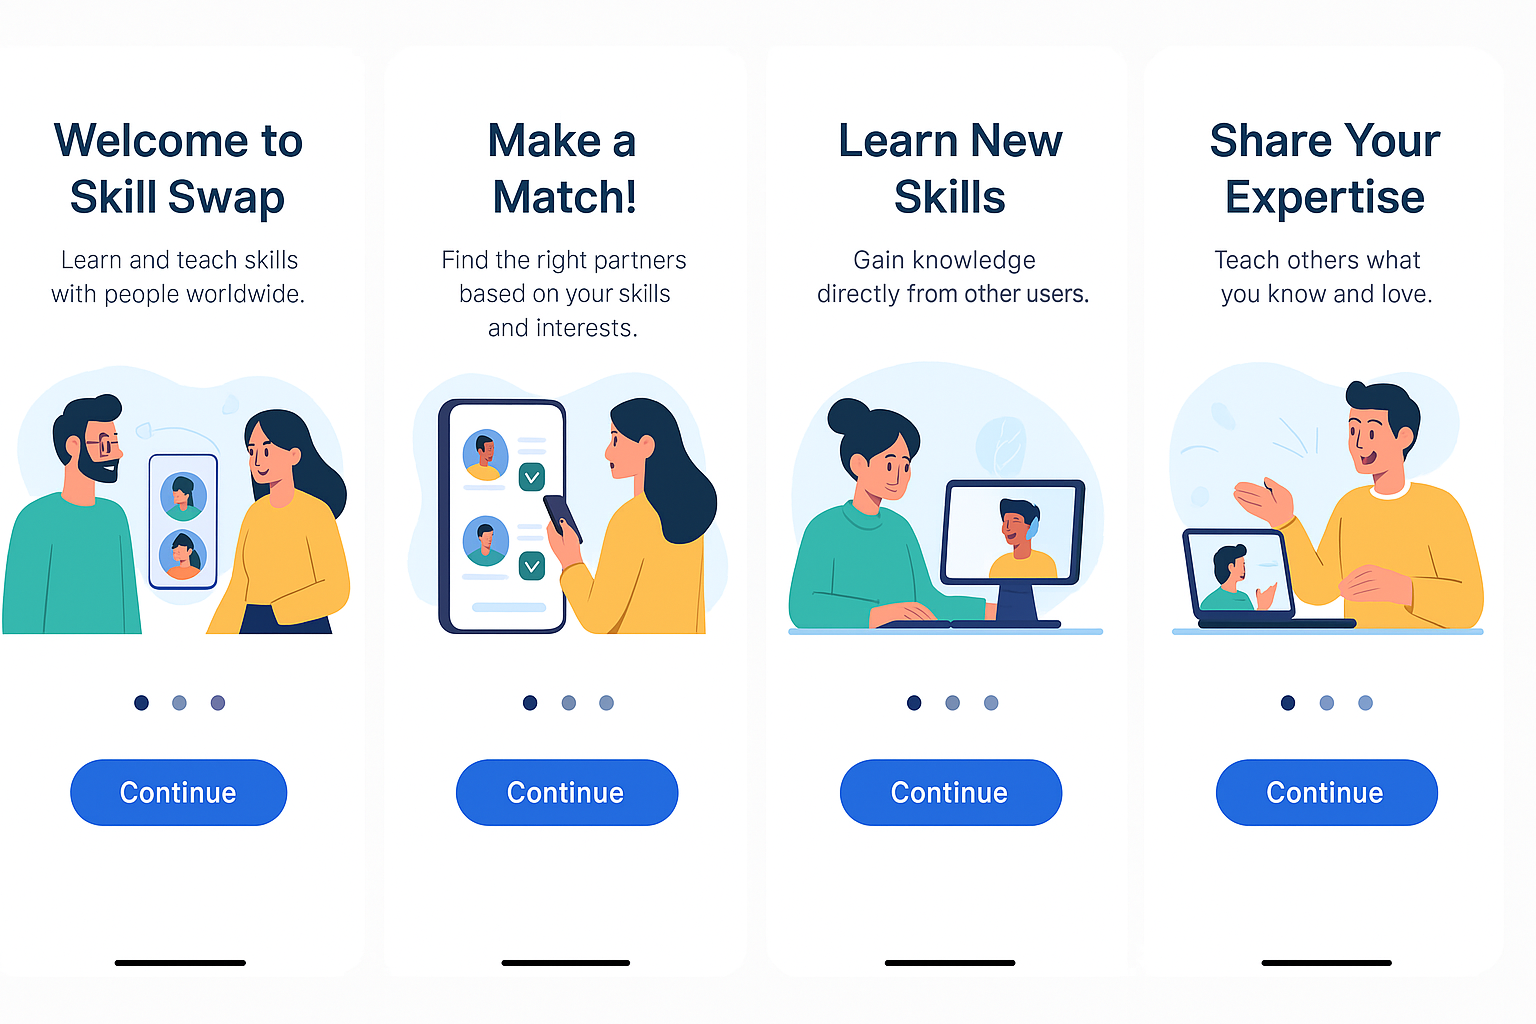 Welcome to
Skill Swap
Learn and teach skills
with people worldwide.
Continue
Make a
Match!
Find the right partners
based on your skills
and interests.
Continue
Learn New
Skills
Gain knowledge
directly from other users.
Continue
Share Your
Expertise
Teach others what
you know and love.
Continue